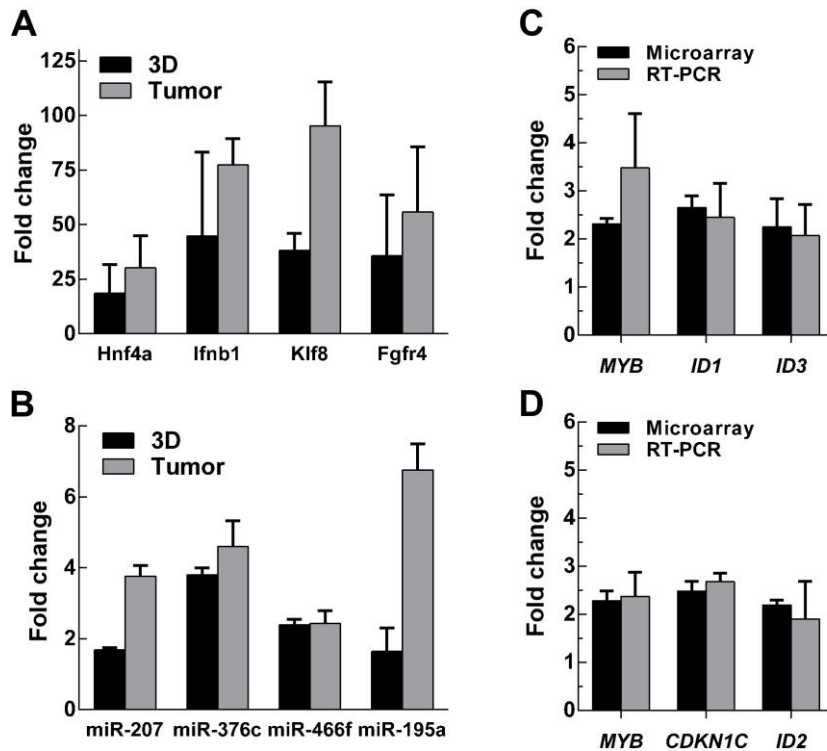 A
3D
Tumor
Fold change
125
100
75
50
25
0
Hnf4a Ifnb1 Klf8 Fgfr4
B
3D
Tumor
Fold change
8
6
4
2
0
miR-207 miR-376c miR-466f miR-195a
C
Microarray
RT-PCR
Fold change
6
5
4
3
2
1
0
MYB ID1 ID3
D
Microarray
RT-PCR
Fold change
6
5
4
3
2
1
0
MYB CDKN1C ID2